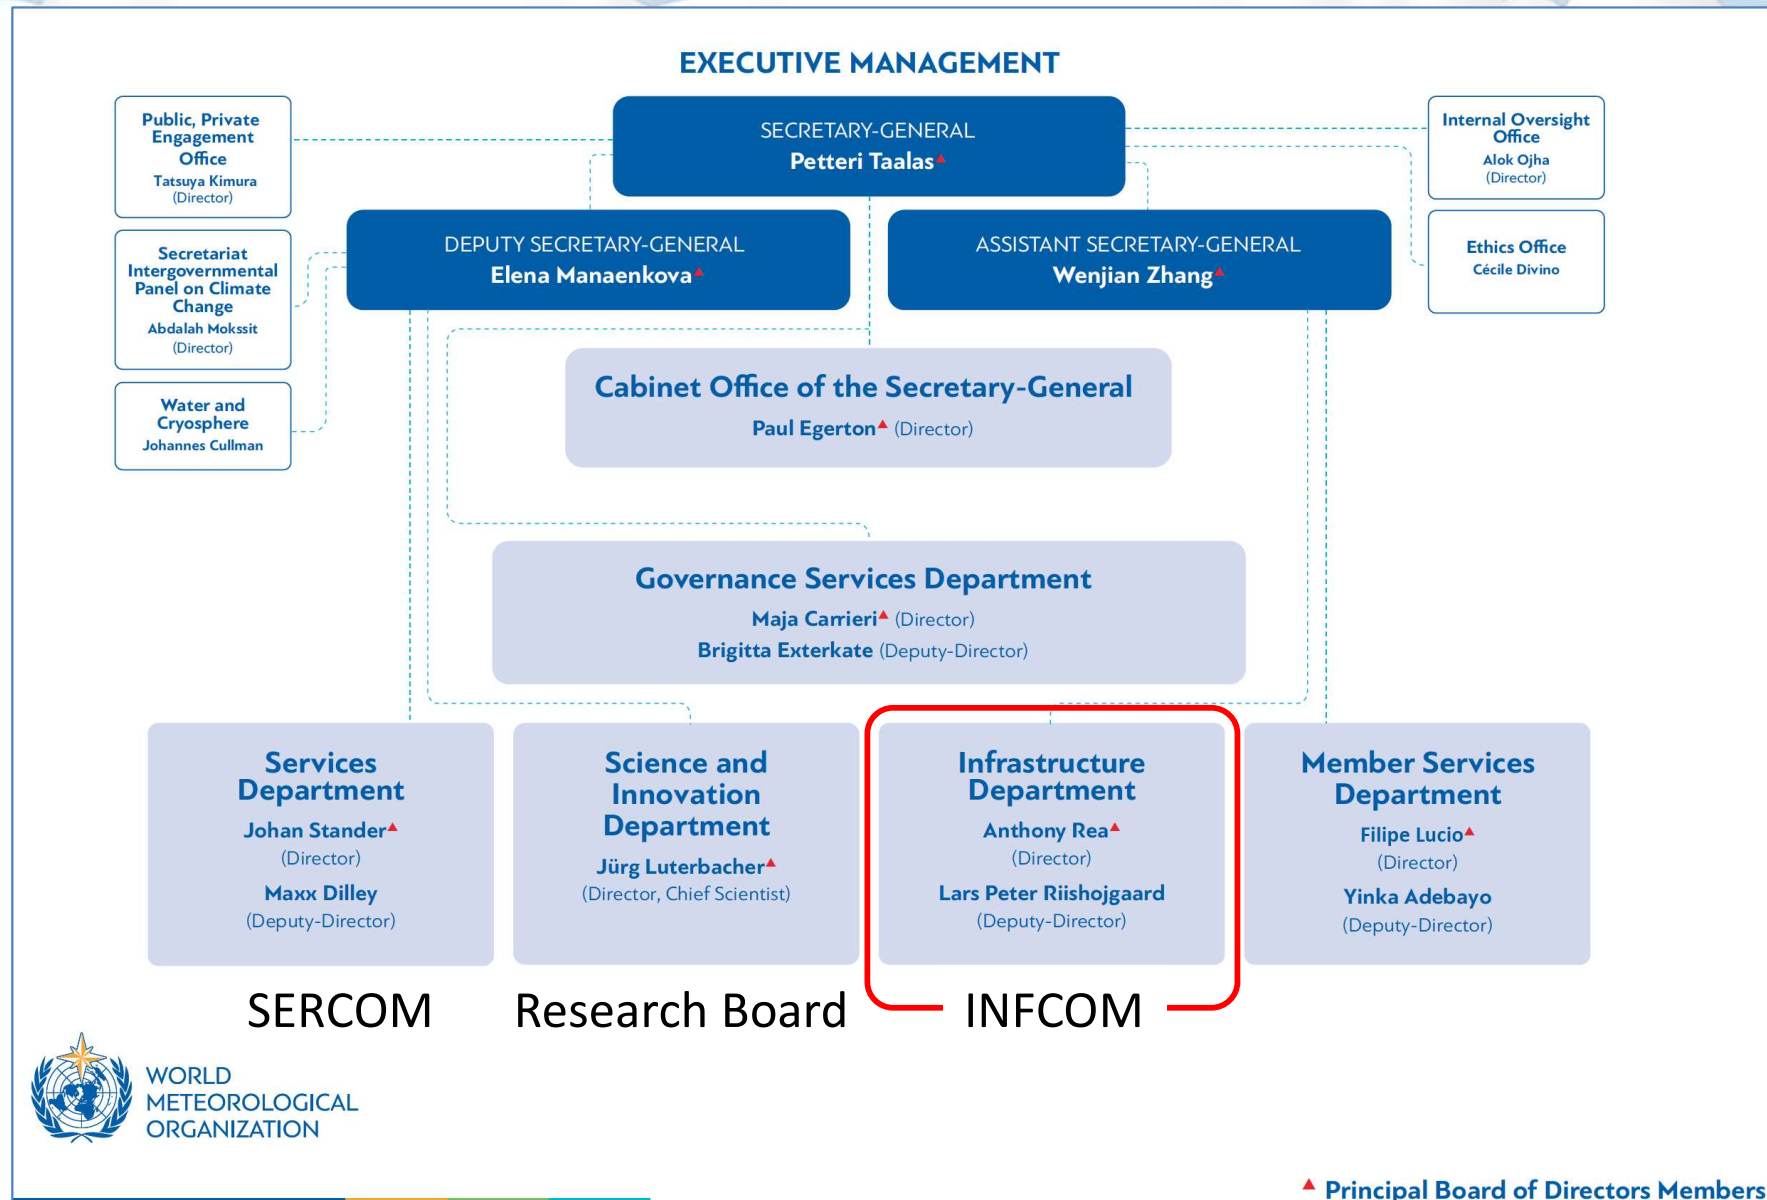 EXECUTIVE MANAGEMENT
Public, Private
Engagement
Office
Tatsuya Kimura
(Director)
SECRETARY-GENERAL
Petteri Taalas▲
Internal Oversight
Office
Alok Ojha
(Director)
Secretariat
Intergovernmental
Panel on Climate
Change
Abdalah Mokssit
(Director)
DEPUTY SECRETARY-GENERAL
Elena Manaenkova▲
ASSISTANT SECRETARY-GENERAL
Wenjian Zhang▲
Ethics Office
Cécile Divino
Water and
Cryosphere
Johannes Cullman
Cabinet Office of the Secretary-General
Paul Egerton▲ (Director)
Governance Services Department
Maja Carrieri▲ (Director)
Brigitta Exterkate (Deputy-Director)
Services
Department
Johan Stander▲
(Director)
Maxx Dilley
(Deputy-Director)
Science and
Innovation
Department
Jürg Luterbacher▲
(Director, Chief Scientist)
Infrastructure
Department
Anthony Rea▲
(Director)
Lars Peter Riishojgaard
(Deputy-Director)
Member Services
Department
Filipe Lucio▲
(Director)
Yinka Adebayo
(Deputy-Director)
SERCOM
Research Board
INFCOM
WORLD
METEOROLOGICAL
ORGANIZATION
▲ Principal Board of Directors Members